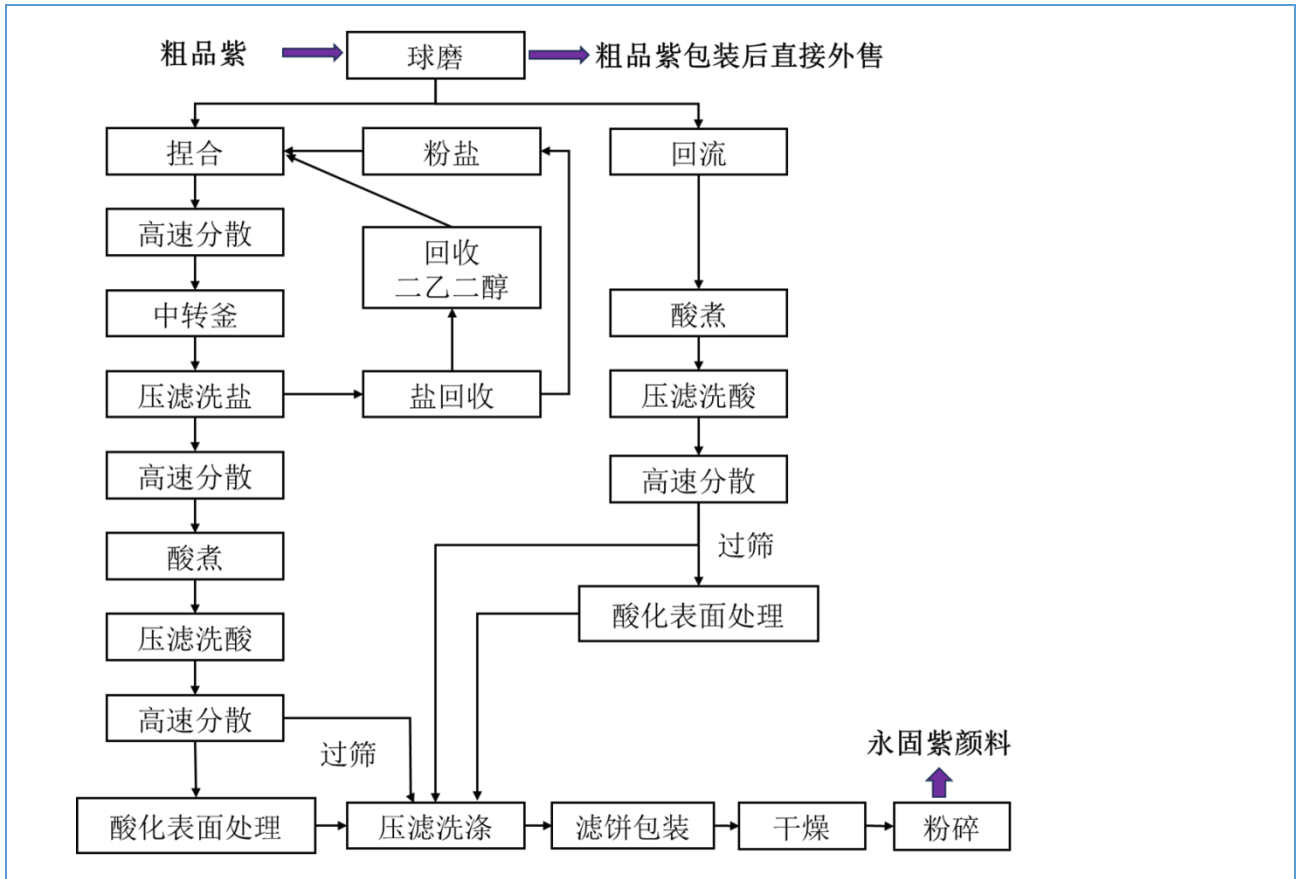 粗品紫
球磨
粗品紫包装后直接外售
捏合
粉盐
回流
高速分散
回收
二乙二醇
中转釜
酸煮
压滤洗盐
盐回收
压滤洗酸
高速分散
高速分散
酸煮
过筛
酸化表面处理
压滤洗酸
高速分散
过筛
永固紫颜料
酸化表面处理
压滤洗涤
滤饼包装
干燥
粉碎